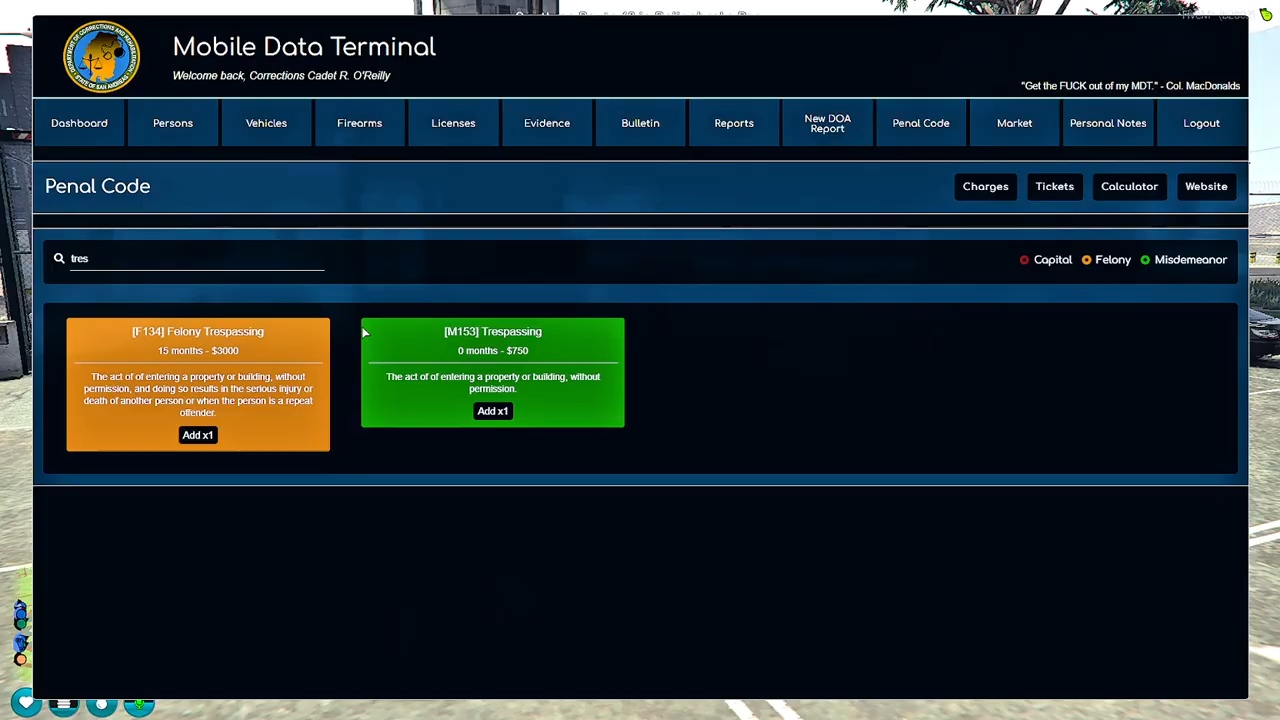 Mobile Data Terminal
Welcome back, Corrections Cadet R. O'Reilly
"Get the FUCK out of my MDT." - Col. MacDonalds
Dashboard
Persons
Vehicles
Firearms
Licenses
Evidence
Bulletin
Reports
New DOA
Report
Penal Code
Market
Personal Notes
Logout
Penal Code
Charges
Tickets
Calculator
Website
tres
Capital
Felony
Misdemeanor
[F134] Felony Trespassing
15 months - $3000
The act of of entering a property or building, without
permission, and doing so results in the serious injury or
death of another person or when the person is a repeat
offender.
Add x1
[M153] Trespassing
0 months - $750
The act of of entering a property or building, without
permission.
Add x1